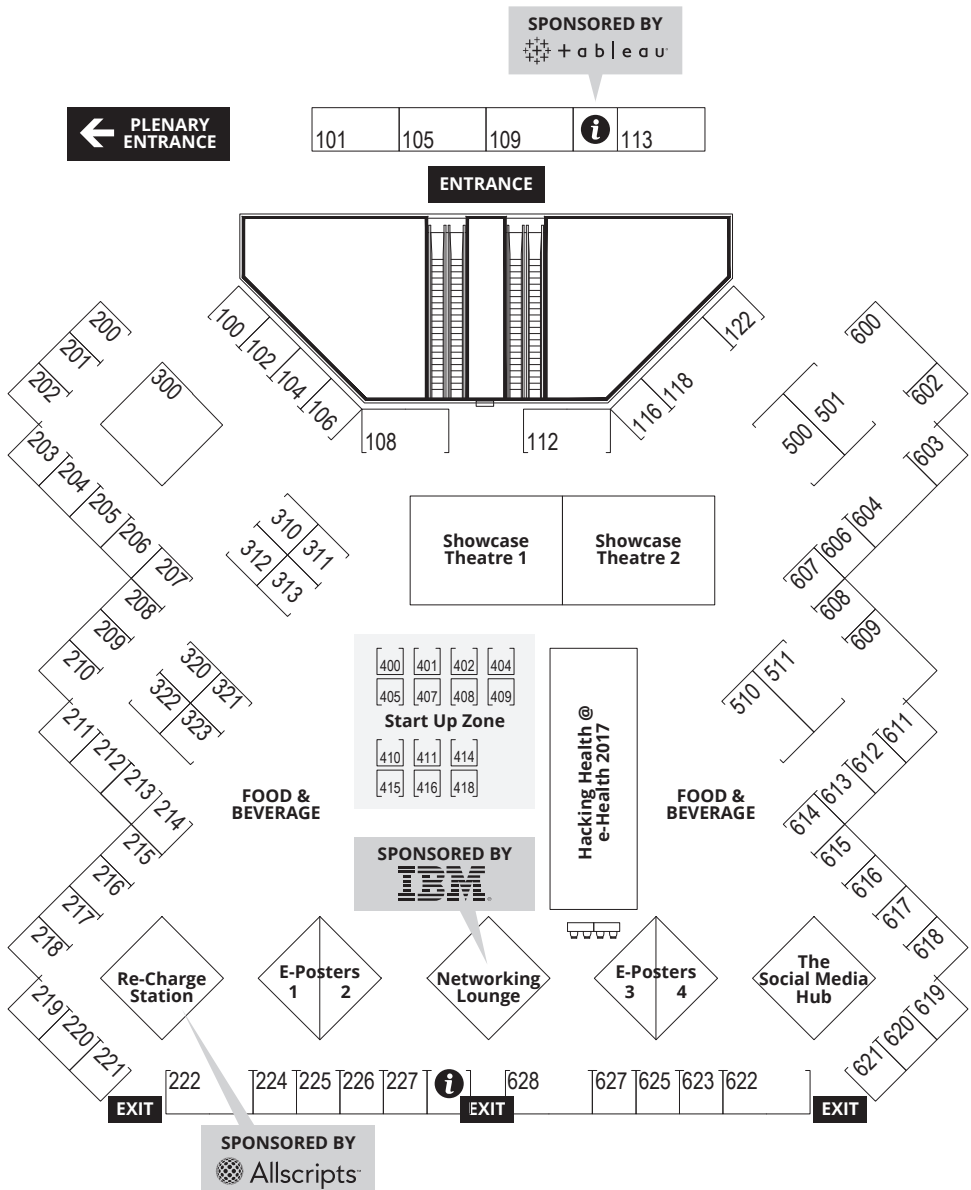 SPONSORED BY
+ a b l e a u
PLENARY
ENTRANCE
101
105
109
i
113
ENTRANCE
100
102
104
106
108
112
116
118
122
200
201
202
300
203
204
205
206
207
208
209
210
310
311
312
313
320
321
322
323
500
501
600
602
603
604
606
607
608
609
510
511
Showcase
Theatre 1
Showcase
Theatre 2
400
401
402
404
405
407
408
409
Start Up Zone
410
411
414
415
416
418
Hacking Health @
e-Health 2017
211
212
213
214
215
216
217
218
219
220
221
FOOD &
BEVERAGE
FOOD &
BEVERAGE
611
612
613
614
615
616
617
618
619
620
621
SPONSORED BY
IBM
Re-Charge
Station
E-Posters
1 2
Networking
Lounge
E-Posters
3 4
The
Social Media
Hub
222
224
225
226
227
i
628
627
625
623
622
EXIT
EXIT
EXIT
SPONSORED BY
Allscripts